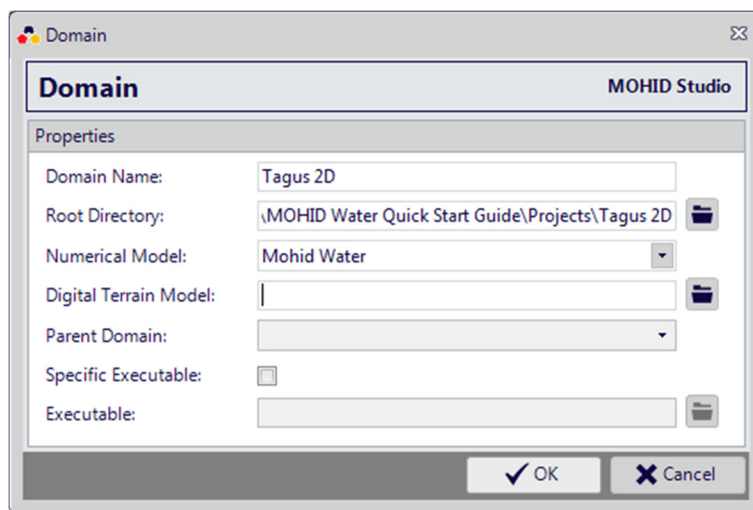 Domain
Domain MOHID Studio
Properties
Domain Name: Tagus 2D
Root Directory: \MOHID Water Quick Start Guide\Projects\Tagus 2D
Numerical Model: Mohid Water
Digital Terrain Model:
Parent Domain:
Specific Executable:
Executable:
OK Cancel